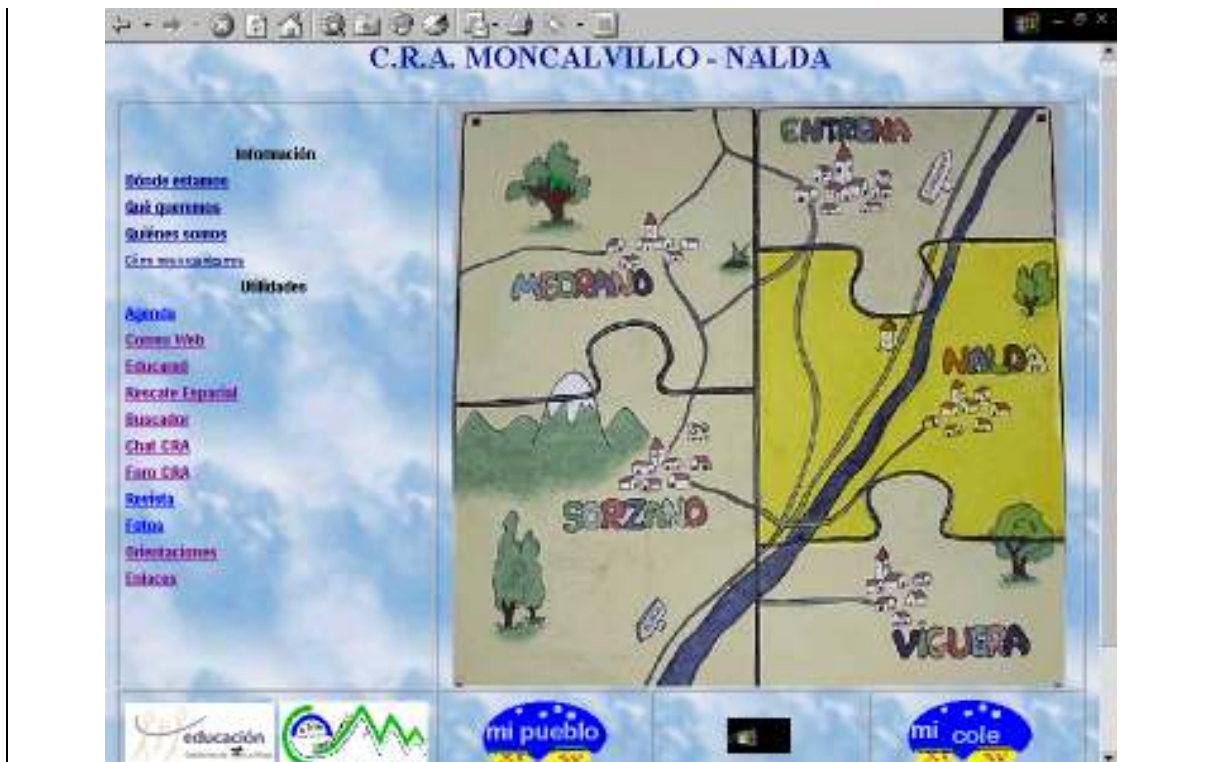 C.R.A. MONCALVILLO - NALDA
Información
Dónde estamos
Qué queremos
Quiénes somos
Utilidades
Agenda
Correo Web
Educared
Rescate Espacial
Buscador
Chat CRA
Foro CRA
Revista
Fotos
Orientaciones
Enlaces
ENTRENA
MEDRANO
NALDA
SORZANO
VIGUERA
educación
mi pueblo
mi cole